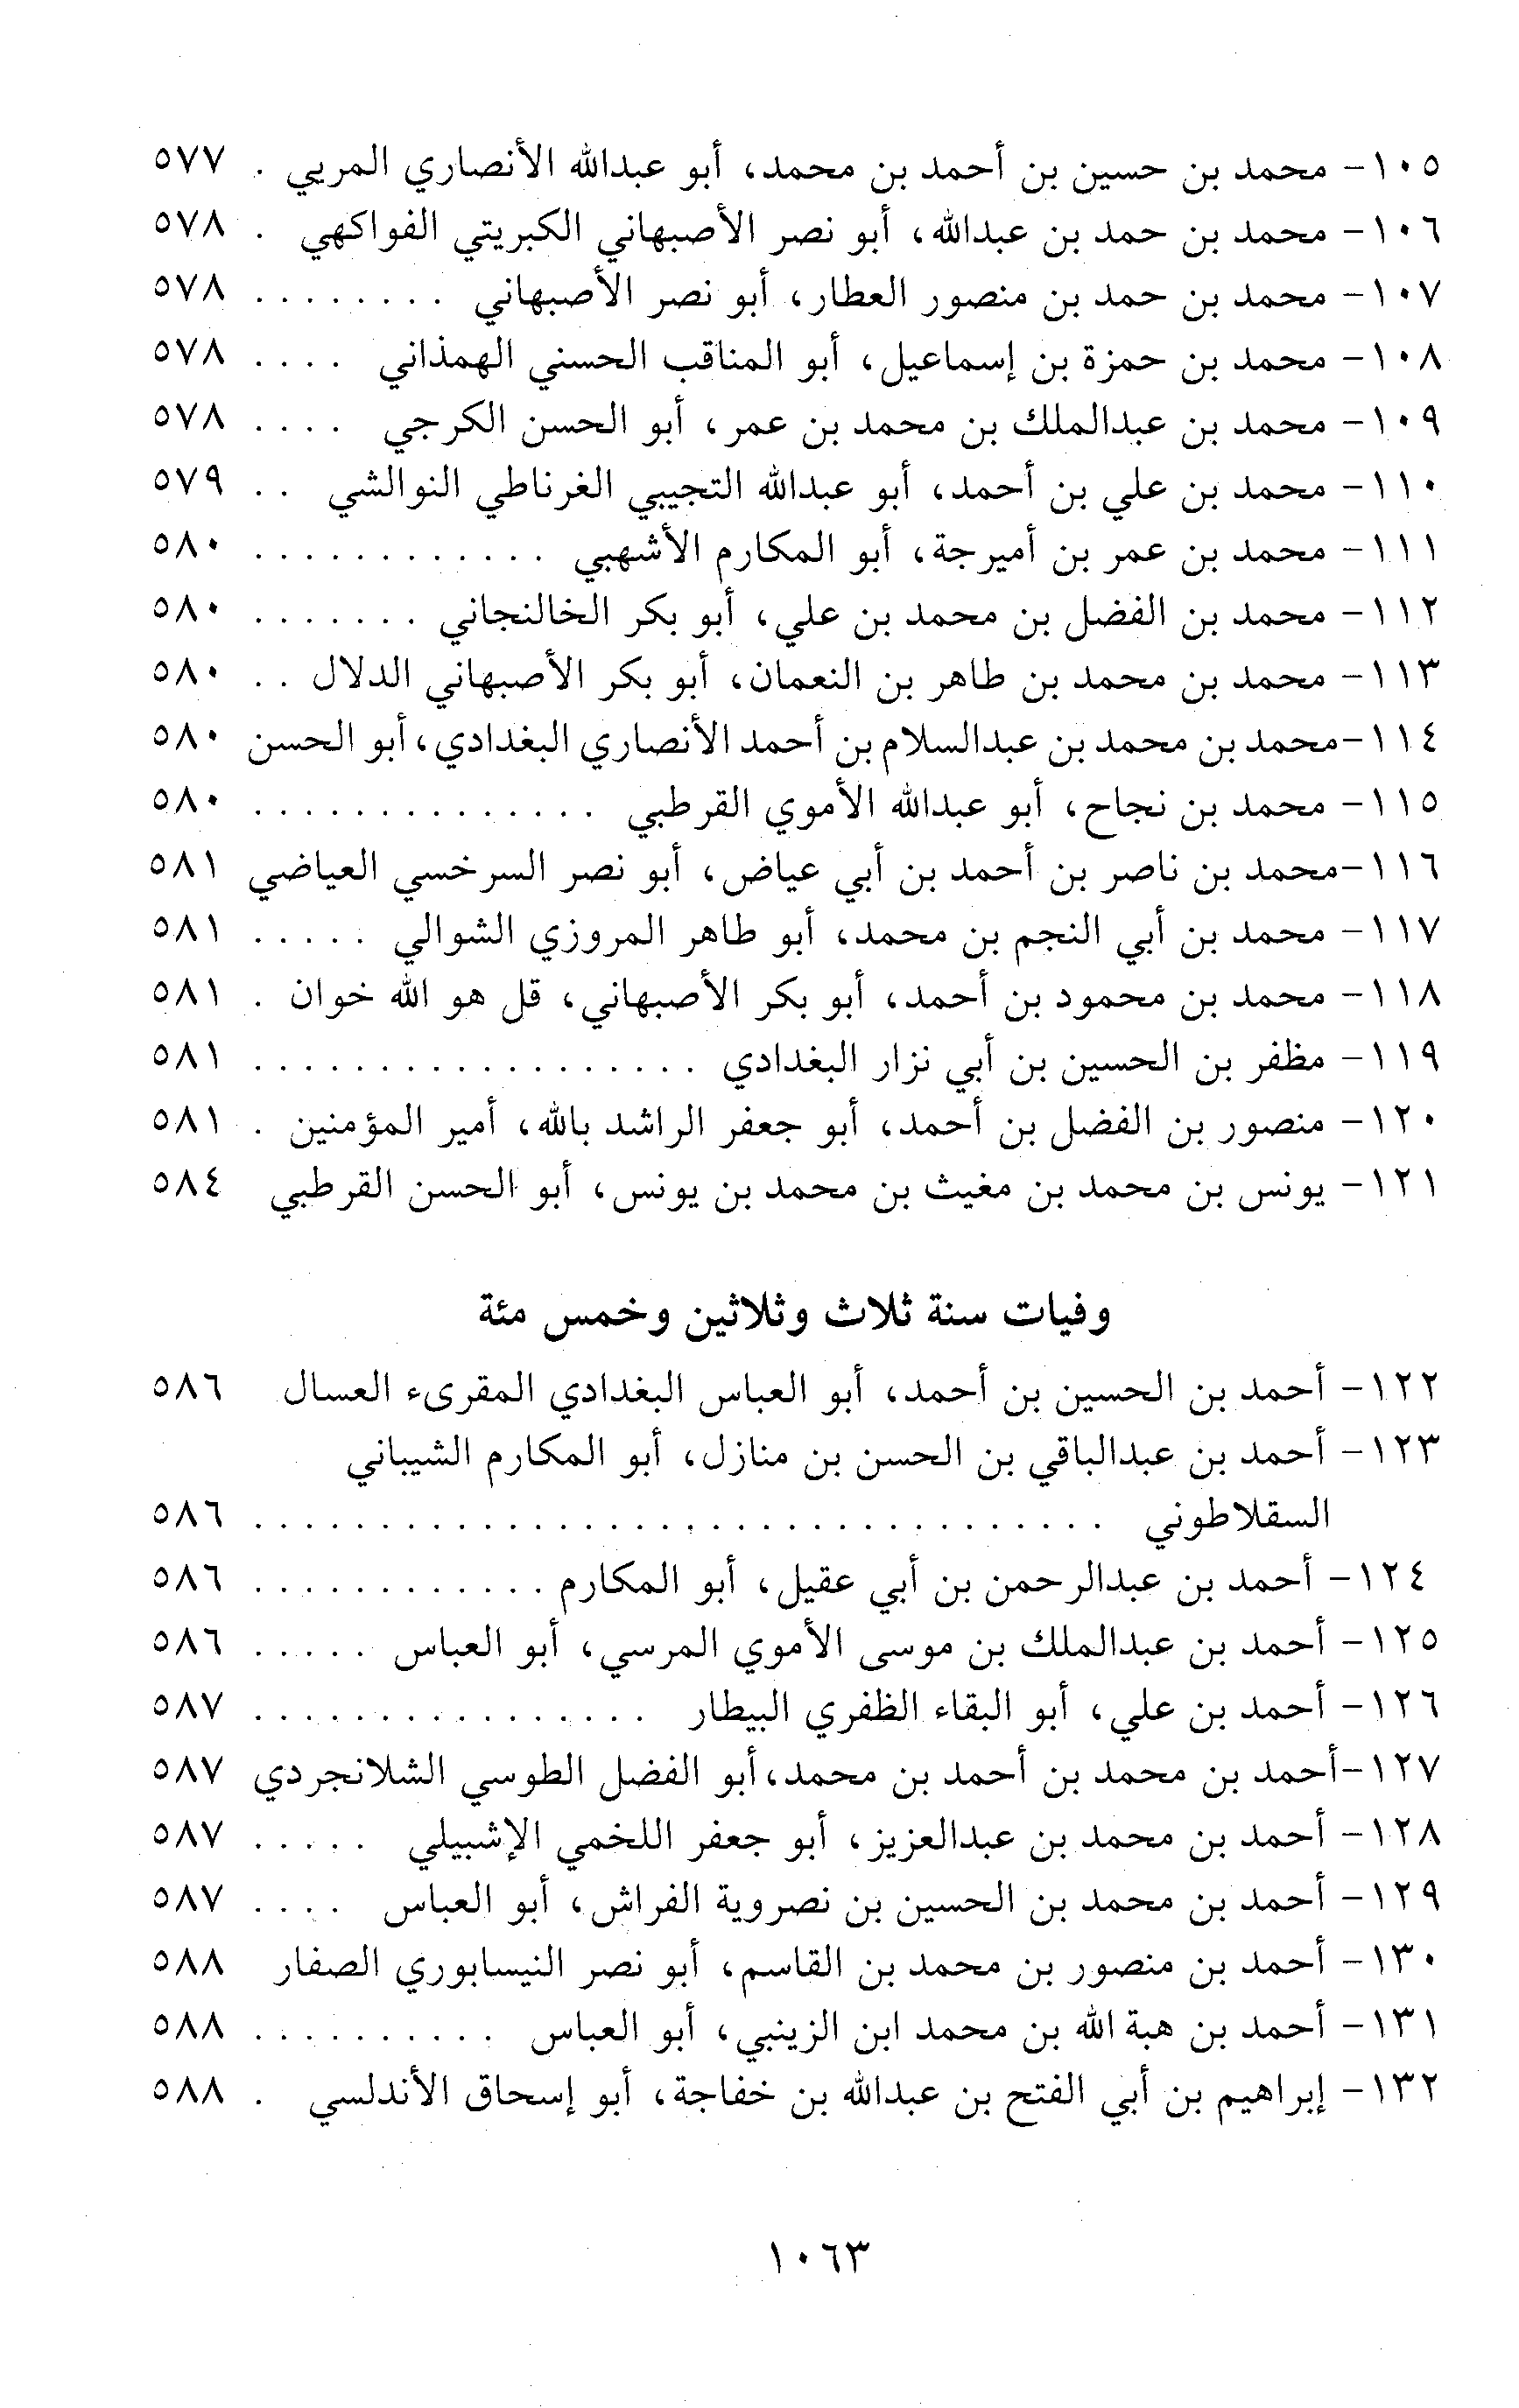 ١٠٥- محمد بن حسين بن أحمد بن محمد، أبو عبدالله الأنصاري المريي . ٥٧٧
١٠٦- محمد بن حمد بن عبدالله، أبو نصر الأصبهاني الكبريتي الفواكهي . ٥٧٨
١٠٧- محمد بن حمد بن منصور العطار، أبو نصر الأصبهاني . . . . . . . . ٥٧٨
١٠٨- محمد بن حمزة بن إسماعيل، أبو المناقب الحسني الهمذاني . . . . ٥٧٨
١٠٩- محمد بن عبدالملك بن محمد بن عمر، أبو الحسن الكرجي . . . . ٥٧٨
١١٠- محمد بن علي بن أحمد، أبو عبدالله التجيبي الغرناطي النوالشي . . ٥٧٩
١١١- محمد بن عمر بن أميرجة، أبو المكارم الأشهبي . . . . . . . . . . . . ٥٨٠
١١٢- محمد بن الفضل بن محمد بن علي، أبو بكر الخالنجاني . . . . . . . ٥٨٠
١١٣- محمد بن محمد بن طاهر بن النعمان، أبو بكر الأصبهاني الدلال . . ٥٨٠
١١٤-محمد بن محمد بن عبدالسلام بن أحمد الأنصاري البغدادي، أبو الحسن ٥٨٠
١١٥- محمد بن نجاح، أبو عبدالله الأموي القرطبي . . . . . . . . . . . . . . ٥٨٠
١١٦-محمد بن ناصر بن أحمد بن أبي عياض، أبو نصر السرخسي العياضي ٥٨١
١١٧- محمد بن أبي النجم بن محمد، أبو طاهر المروزي الشوالي . . . . . ٥٨١
١١٨- محمد بن محمود بن أحمد، أبو بكر الأصبهاني، قل هو الله خوان . ٥٨١
١١٩- مظفر بن الحسين بن أبي نزار البغدادي . . . . . . . . . . . . . . . . . . ٥٨١
١٢٠- منصور بن الفضل بن أحمد، أبو جعفر الراشد بالله، أمير المؤمنين . ٥٨١
١٢١- يونس بن محمد بن مغيث بن محمد بن يونس، أبو الحسن القرطبي ٥٨٤
وفيات سنة ثلاث وثلاثين وخمس مئة
١٢٢- أحمد بن الحسين بن أحمد، أبو العباس البغدادي المقرىء العسال ٥٨٦
١٢٣- أحمد بن عبدالباقي بن الحسن بن منازل، أبو المكارم الشيباني
السقلاطوني . . . . . . . . . . . . . . . . . . . . . . . . . . . . . . . . . . ٥٨٦
١٢٤- أحمد بن عبدالرحمن بن أبي عقيل، أبو المكارم . . . . . . . . . . . . ٥٨٦
١٢٥- أحمد بن عبدالملك بن موسى الأموي المرسي، أبو العباس . . . . . ٥٨٦
١٢٦- أحمد بن علي، أبو البقاء الظفري البيطار . . . . . . . . . . . . . . . . ٥٨٧
١٢٧-أحمد بن محمد بن أحمد بن محمد، أبو الفضل الطوسي الشلانجردي ٥٨٧
١٢٨- أحمد بن محمد بن عبدالعزيز، أبو جعفر اللخمي الإشبيلي . . . . . ٥٨٧
١٢٩- أحمد بن محمد بن الحسين بن نصروية الفراش، أبو العباس . . . . ٥٨٧
١٣٠- أحمد بن منصور بن محمد بن القاسم، أبو نصر النيسابوري الصفار ٥٨٨
١٣١- أحمد بن هبة الله بن محمد ابن الزينبي، أبو العباس . . . . . . . . . . ٥٨٨
١٣٢- إبراهيم بن أبي الفتح بن عبدالله بن خفاجة، أبو إسحاق الأندلسي . ٥٨٨
١٠٦٣